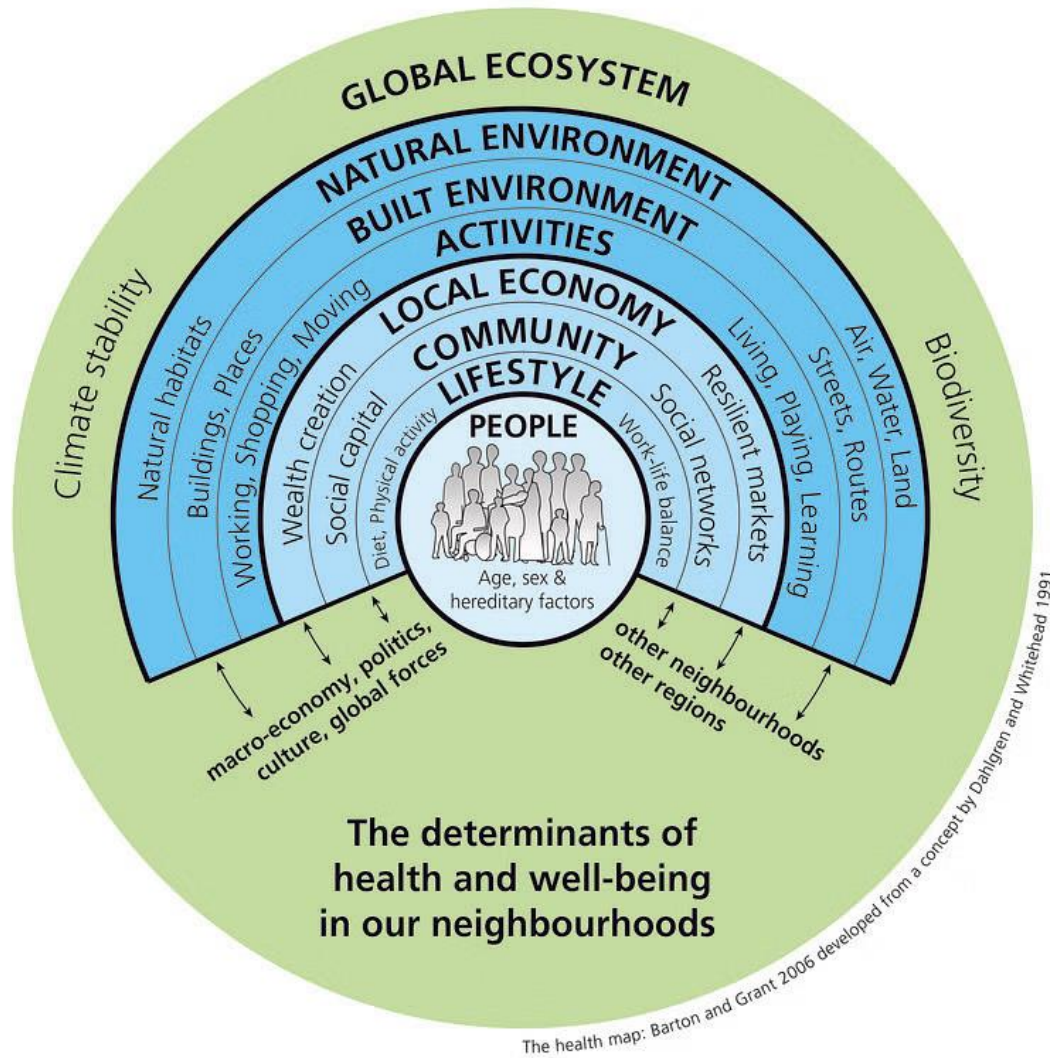 GLOBAL ECOSYSTEM
Climate stability
Biodiversity
NATURAL ENVIRONMENT
Natural habitats
Air, Water, Land
BUILT ENVIRONMENT
Buildings, Places
Streets, Routes
ACTIVITIES
Working, Shopping, Moving
Living, Playing, Learning
LOCAL ECONOMY
Wealth creation
Resilient markets
COMMUNITY
Social capital
Social networks
LIFESTYLE
Diet, Physical activity
Work-life balance
PEOPLE
Age, sex &
hereditary factors
macro-economy, politics,
culture, global forces
other neighbourhoods
other regions
The determinants of
health and well-being
in our neighbourhoods
The health map: Barton and Grant 2006 developed from a concept by Dahlgren and Whitehead 1991